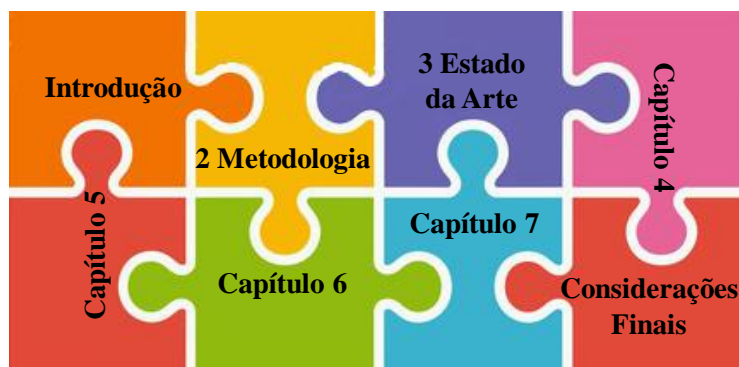 Introdução
2 Metodologia
3 Estado
da Arte
Capítulo 4
Capítulo 5
Capítulo 6
Capítulo 7
Considerações
Finais